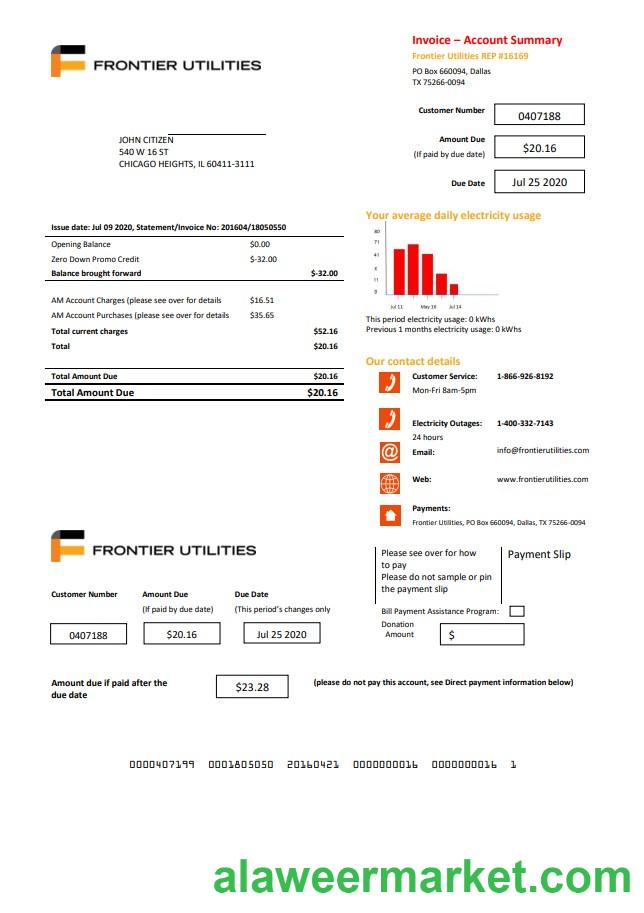 FRONTIER UTILITIES
Invoice – Account Summary
Frontier Utilities REP #16169
PO Box 660094, Dallas
TX 75266-0094
Customer Number 0407188
Amount Due
(If paid by due date)
$20.16
Due Date Jul 25 2020
JOHN CITIZEN
540 W 16 ST
CHICAGO HEIGHTS, IL 60411-3111
Issue date: Jul 09 2020, Statement/Invoice No: 201604/18050550
Opening Balance $0.00
Zero Down Promo Credit $-32.00
Balance brought forward $-32.00
AM Account Charges (please see over for details $16.51
AM Account Purchases (please see over for details $35.65
Total current charges $52.16
Total $20.16
Total Amount Due $20.16
Total Amount Due $20.16
Your average daily electricity usage
80
71
41
x
11
0
Jul 11 May 18 Jul 14
This period electricity usage: 0 kWhs
Previous 1 months electricity usage: 0 kWhs
Our contact details
Customer Service: 1-866-926-8192
Mon-Fri 8am-5pm
Electricity Outages: 1-400-332-7143
24 hours
Email: info@frontierutilities.com
Web: www.frontierutilities.com
Payments:
Frontier Utilities, PO Box 660094, Dallas, TX 75266-0094
FRONTIER UTILITIES
Please see over for how
to pay
Please do not sample or pin
the payment slip
Payment Slip
Customer Number
0407188
Amount Due
(If paid by due date)
$20.16
Due Date
(This period's changes only
Jul 25 2020
Bill Payment Assistance Program:
Donation
Amount
$
Amount due if paid after the
due date
$23.28
(please do not pay this account, see Direct payment information below)
0000407199 0001805050 20160421 0000000016 0000000016 1
alaweermarket.com